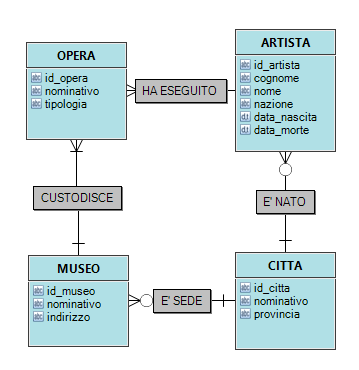 OPERA
id_opera
nominativo
tipologia
HA ESEGUITO
ARTISTA
id_artista
cognome
nome
nazione
data_nascita
data_morte
CUSTODISCE
E' NATO
MUSEO
id_museo
nominativo
indirizzo
E' SEDE
CITTA
id_citta
nominativo
provincia